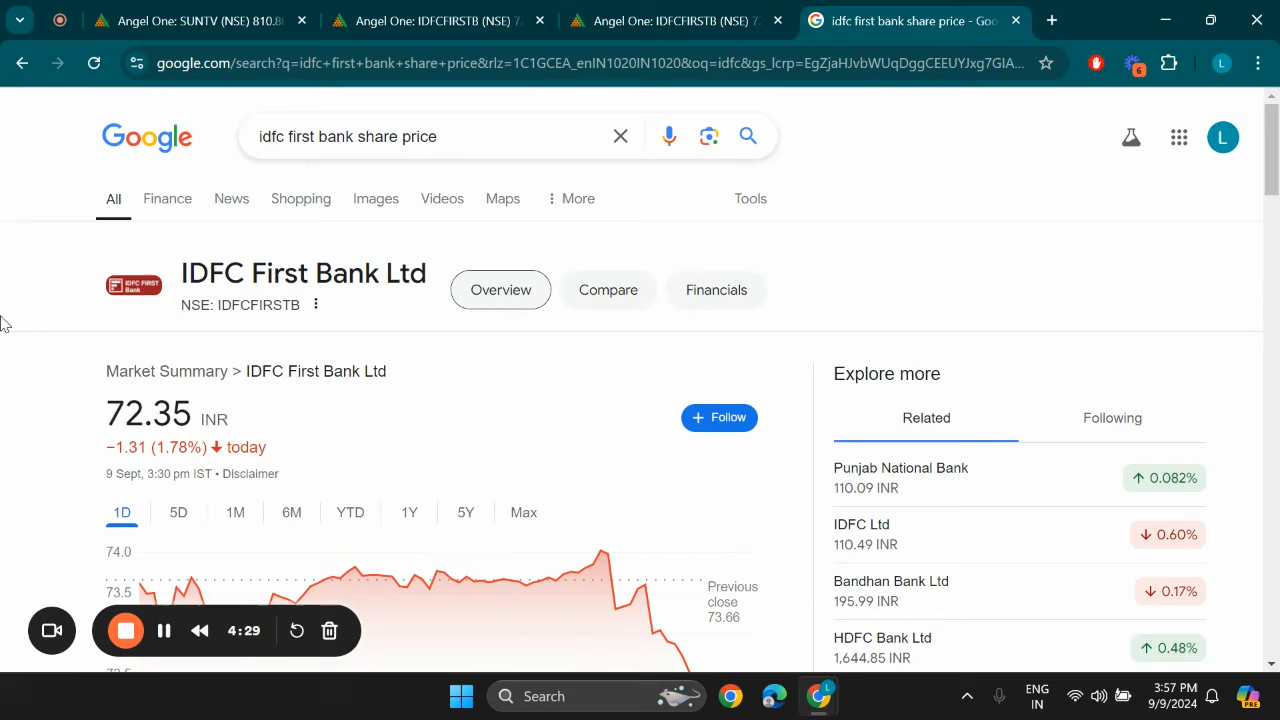 Angel One: SUNTV (NSE) 810.8
Angel One: IDFCFIRSTB (NSE) 7
Angel One: IDFCFIRSTB (NSE) 7
idfc first bank share price - Goo
google.com/search?q=idfc+first+bank+share+price&rlz=1C1GCEA_enIN1020IN1020&oq=idfc&gs_lcrp=EgZjaHJvbWUqDggCEEUYJxg7GIA...
6
L
Google
idfc first bank share price
L
All
Finance
News
Shopping
Images
Videos
Maps
More
Tools
IDFC FIRST
Bank
IDFC First Bank Ltd
NSE: IDFCFIRSTB
Overview
Compare
Financials
Market Summary > IDFC First Bank Ltd
72.35 INR
−1.31 (1.78%) today
9 Sept, 3:30 pm IST • Disclaimer
+ Follow
1D
5D
1M
6M
YTD
1Y
5Y
Max
74.0
73.5
Previous
close
73.66
Explore more
Related
Following
Punjab National Bank
110.09 INR
↑ 0.082%
IDFC Ltd
110.49 INR
↓ 0.60%
Bandhan Bank Ltd
195.99 INR
↓ 0.17%
HDFC Bank Ltd
1,644.85 INR
↑ 0.48%
4:29
Search
L
ENG
IN
3:57 PM
9/9/2024
PRE